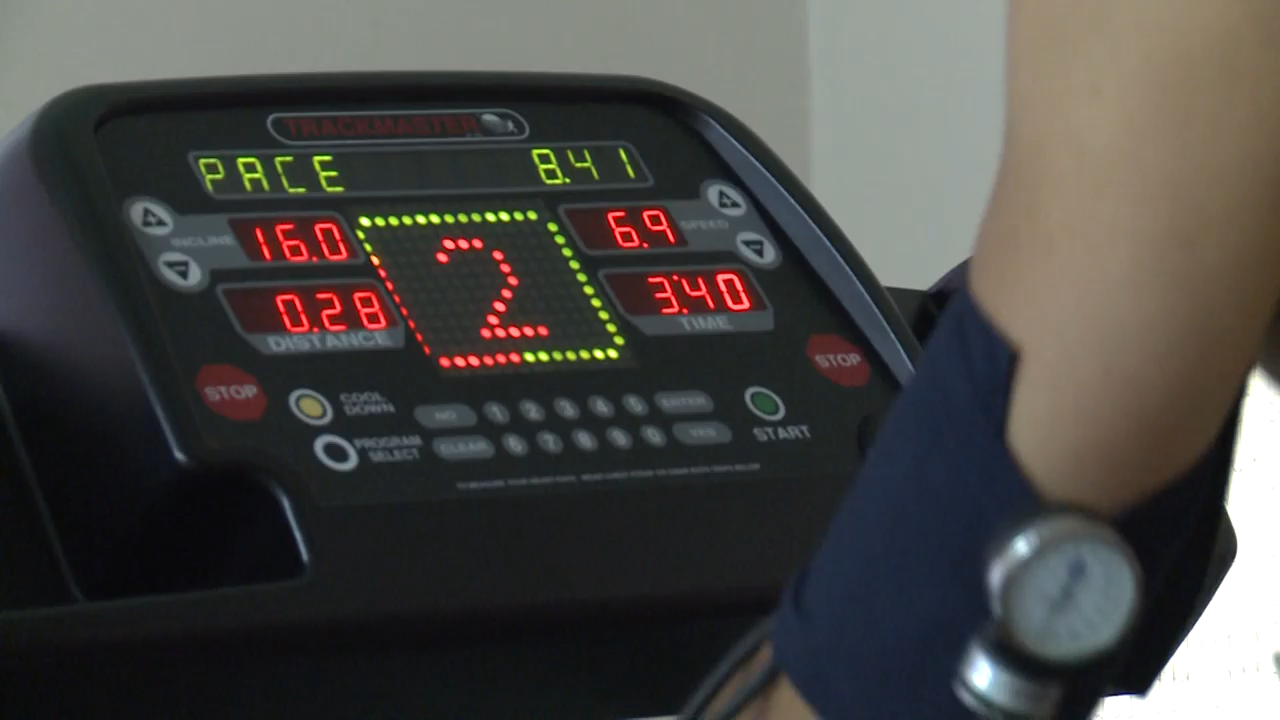 TRACKMASTER
PACE 8.41
INCLINE 16.0 2 6.9 SPEED
0.28 3:40
DISTANCE TIME
STOP STOP
COOL DOWN NO 1 2 3 4 5 ENTER
PROGRAM SELECT CLEAR 6 7 8 9 0 YES START